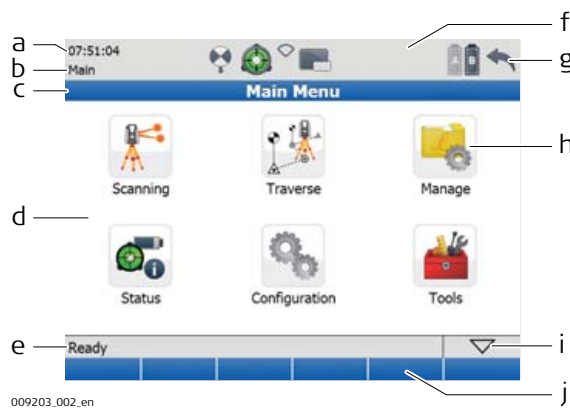 a
07:51:04
b
Main
c
Main Menu
d
Scanning
Traverse
Manage
Status
Configuration
Tools
e
Ready
f
A
B
g
h
i
j
009203_002_en